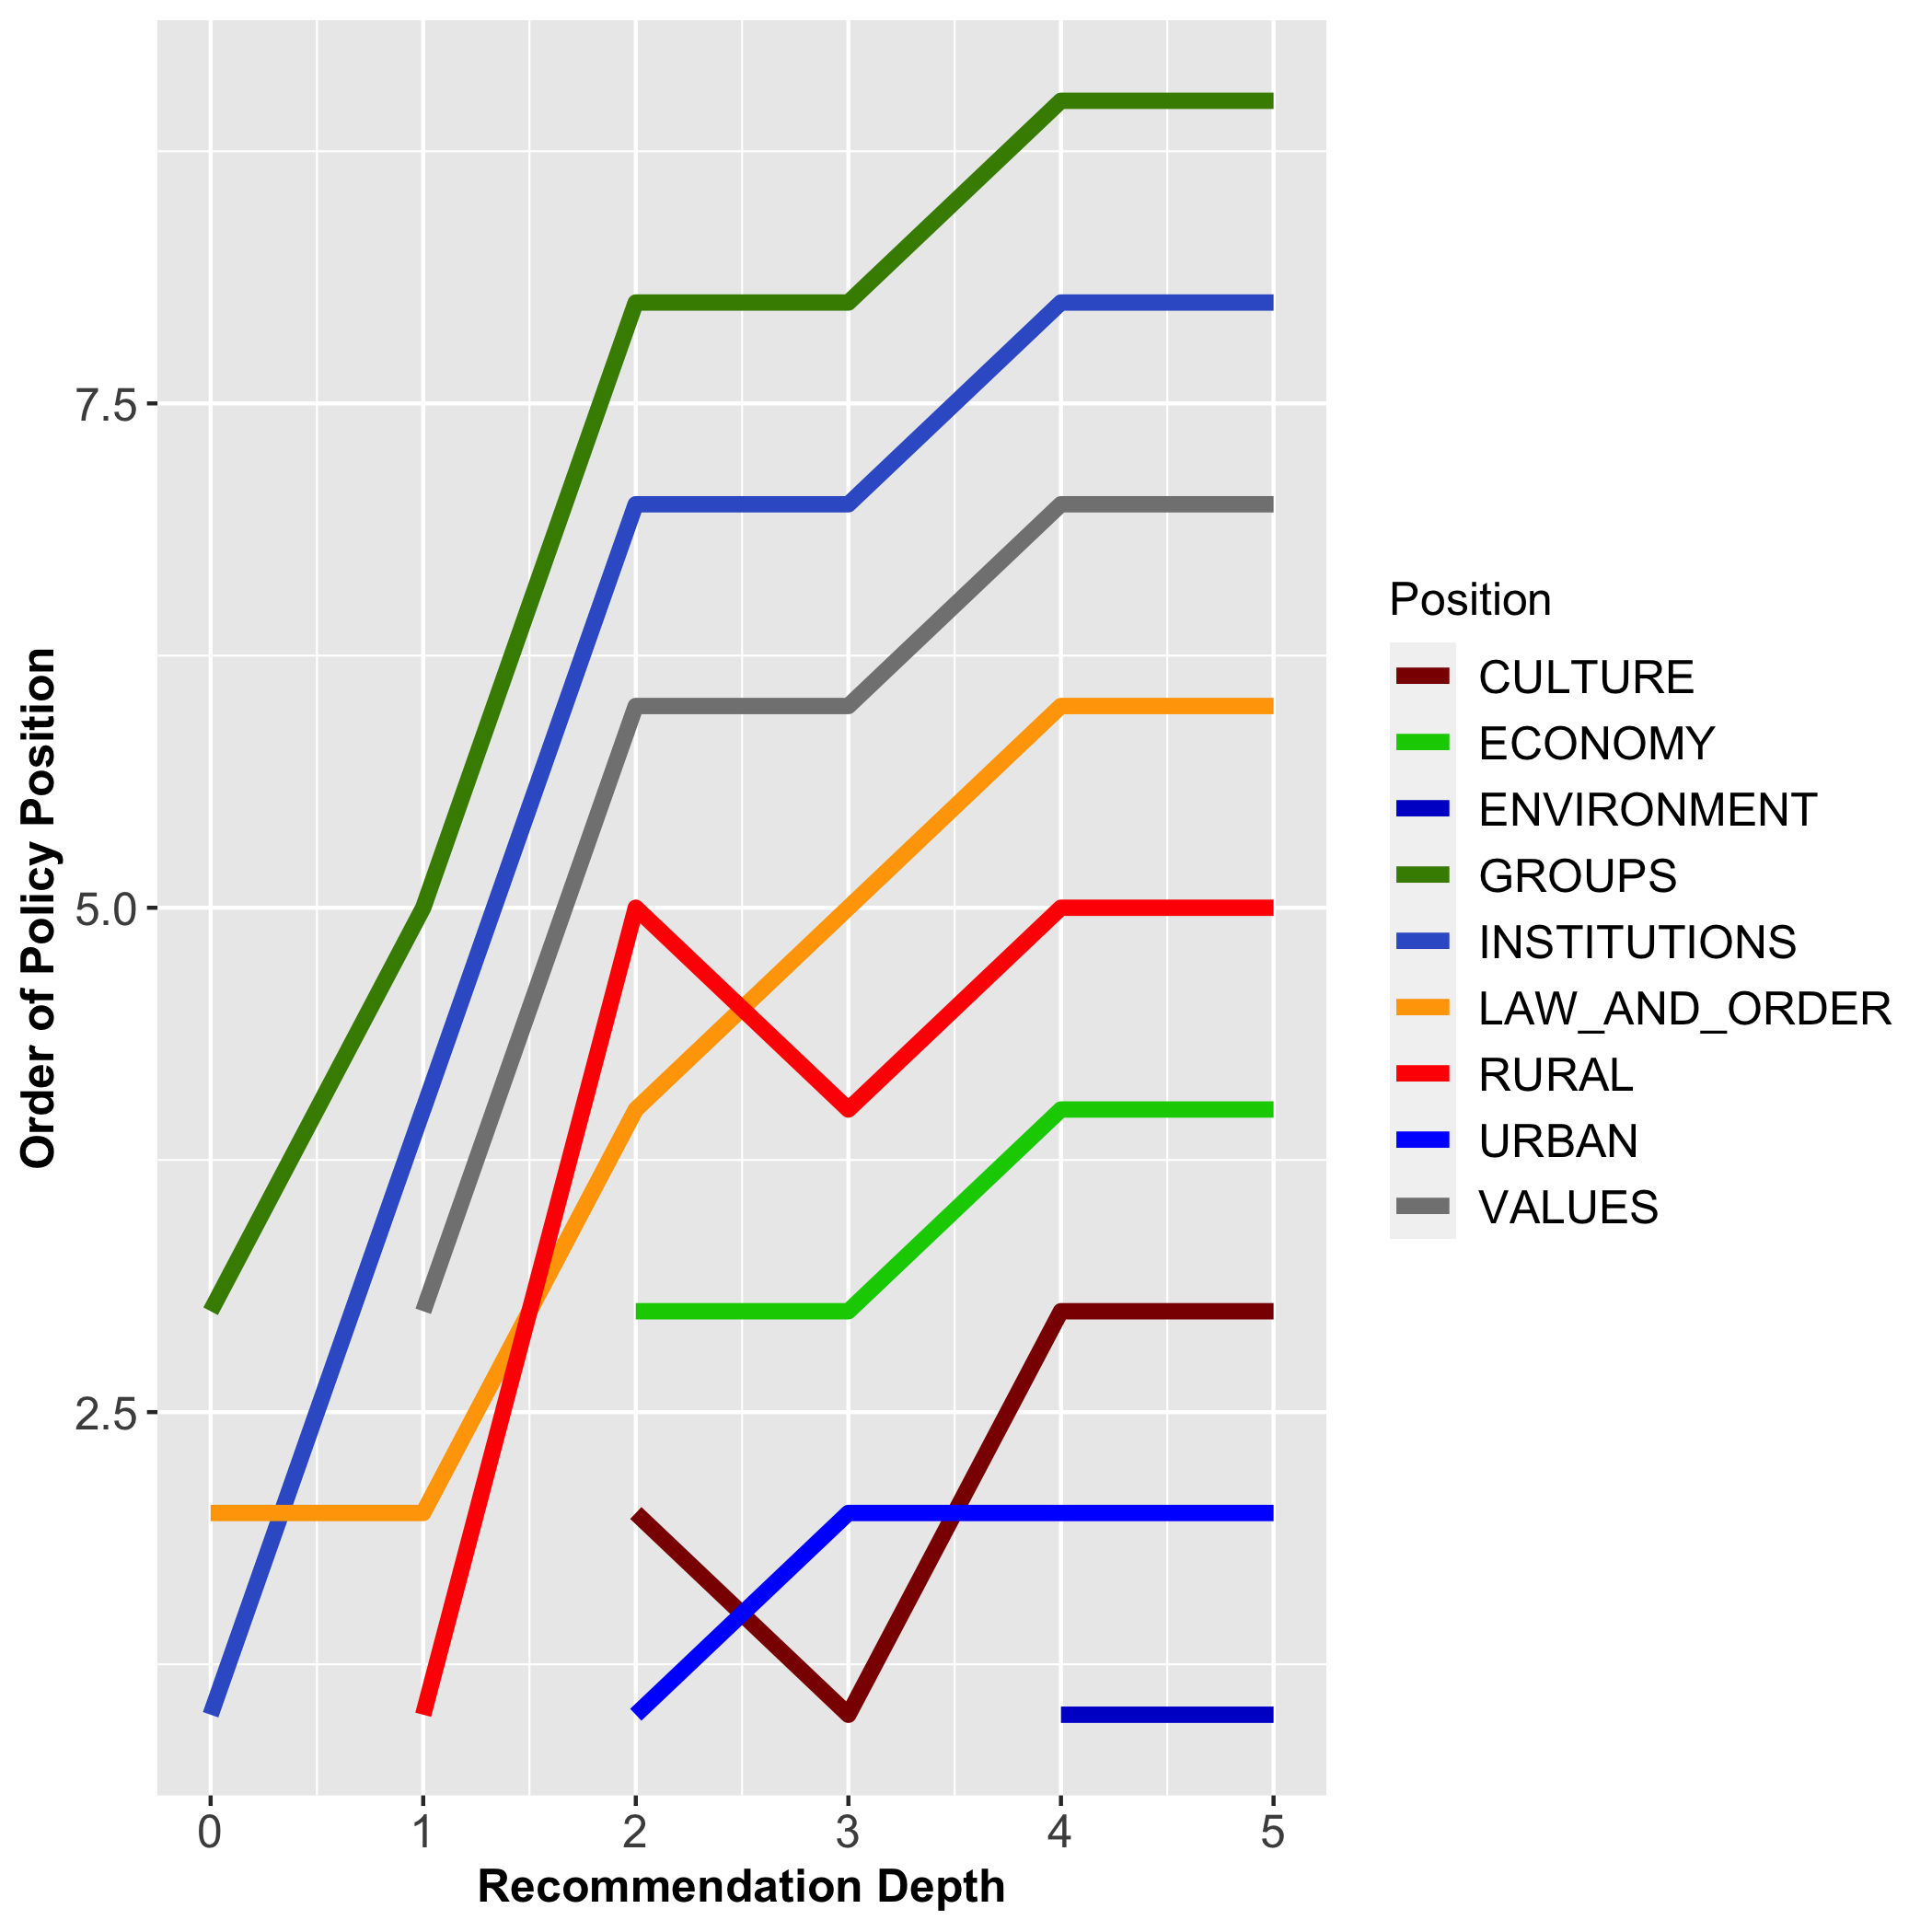 Order of Policy Position
7.5
5.0
2.5
0 1 2 3 4 5
Recommendation Depth
Position
CULTURE
ECONOMY
ENVIRONMENT
GROUPS
INSTITUTIONS
LAW_AND_ORDER
RURAL
URBAN
VALUES